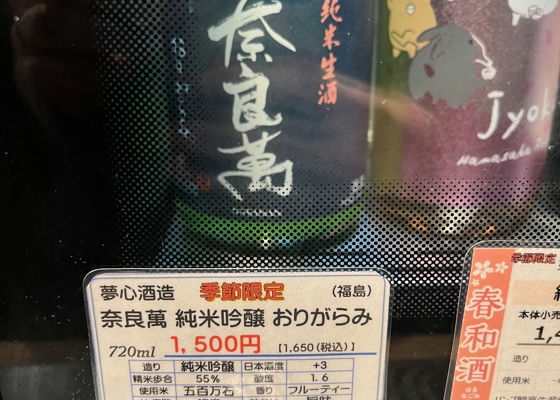 純米生酒
奈良萬
NARAMAN
Jyok
夢心酒造 季節限定 (福島)
奈良萬 純米吟醸 おりがらみ
720ml 1,500円 [1,650(税込)]
造り 純米吟醸 日本酒度 +3
精米歩合 55% 酸度 1.6
使用米 五百万石 香り フルーティー
旨味
季節限定
春和酒
本体小売
1,4
造り
使用米